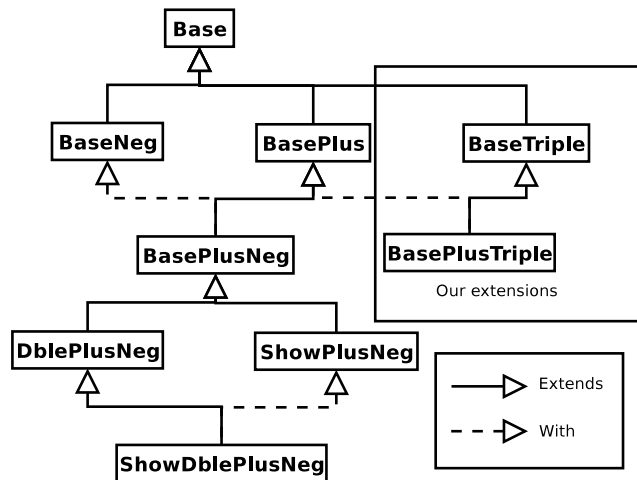 Base
BaseNeg
BasePlus
BaseTriple
BasePlusNeg
BasePlusTriple
Our extensions
DblePlusNeg
ShowPlusNeg
Extends
With
ShowDblePlusNeg